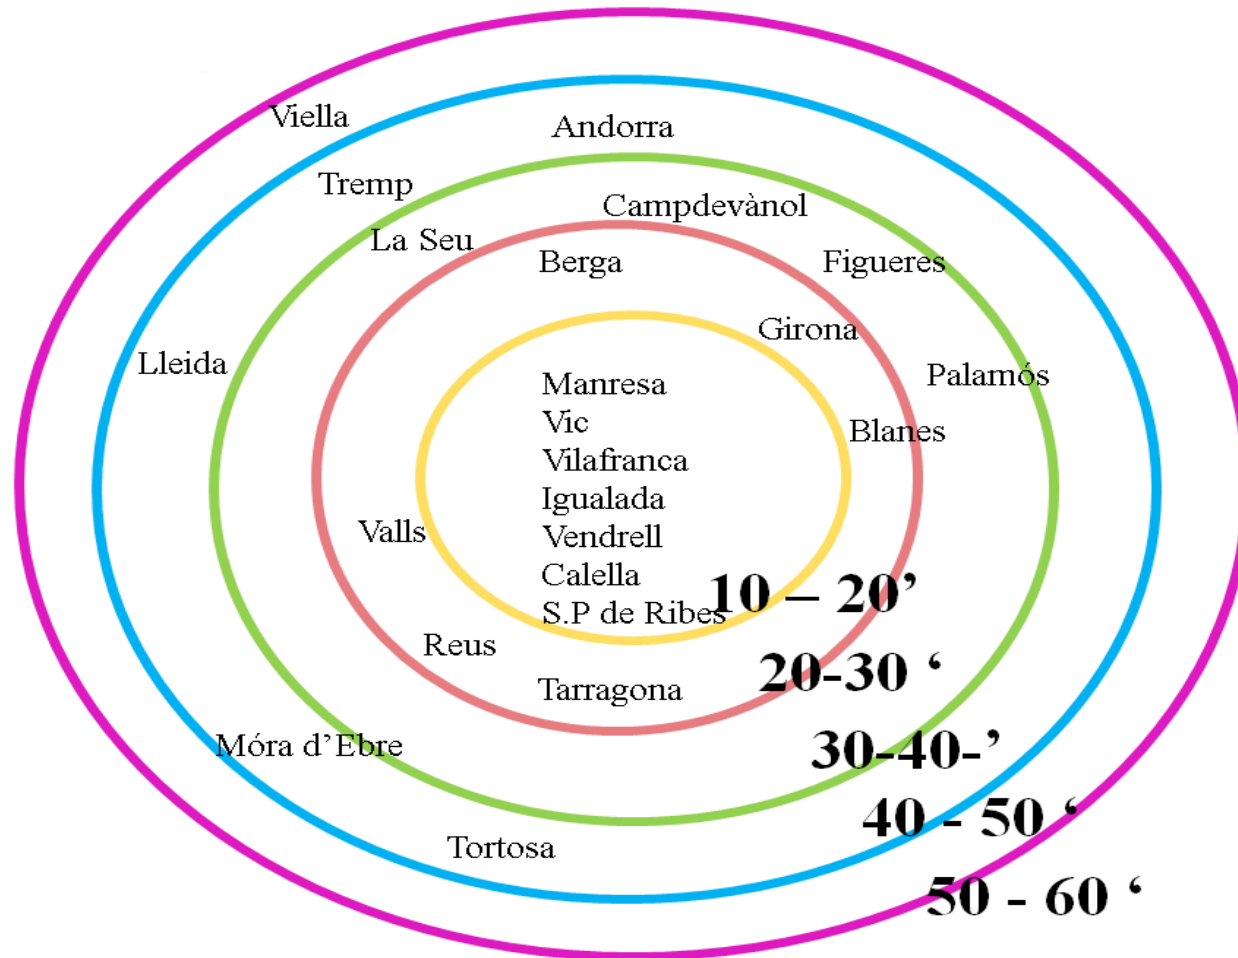 Viella
Andorra
Tremp
Campdevànol
La Seu
Berga
Figueres
Girona
Lleida
Palamós
Manresa
Vic
Blanes
Vilafranca
Igualada
Valls
Vendrell
Calella
10 – 20’
S.P de Ribes
Reus
20-30 ‘
Tarragona
Móra d’Ebre
30-40-’
40 - 50 ‘
Tortosa
50 - 60 ‘